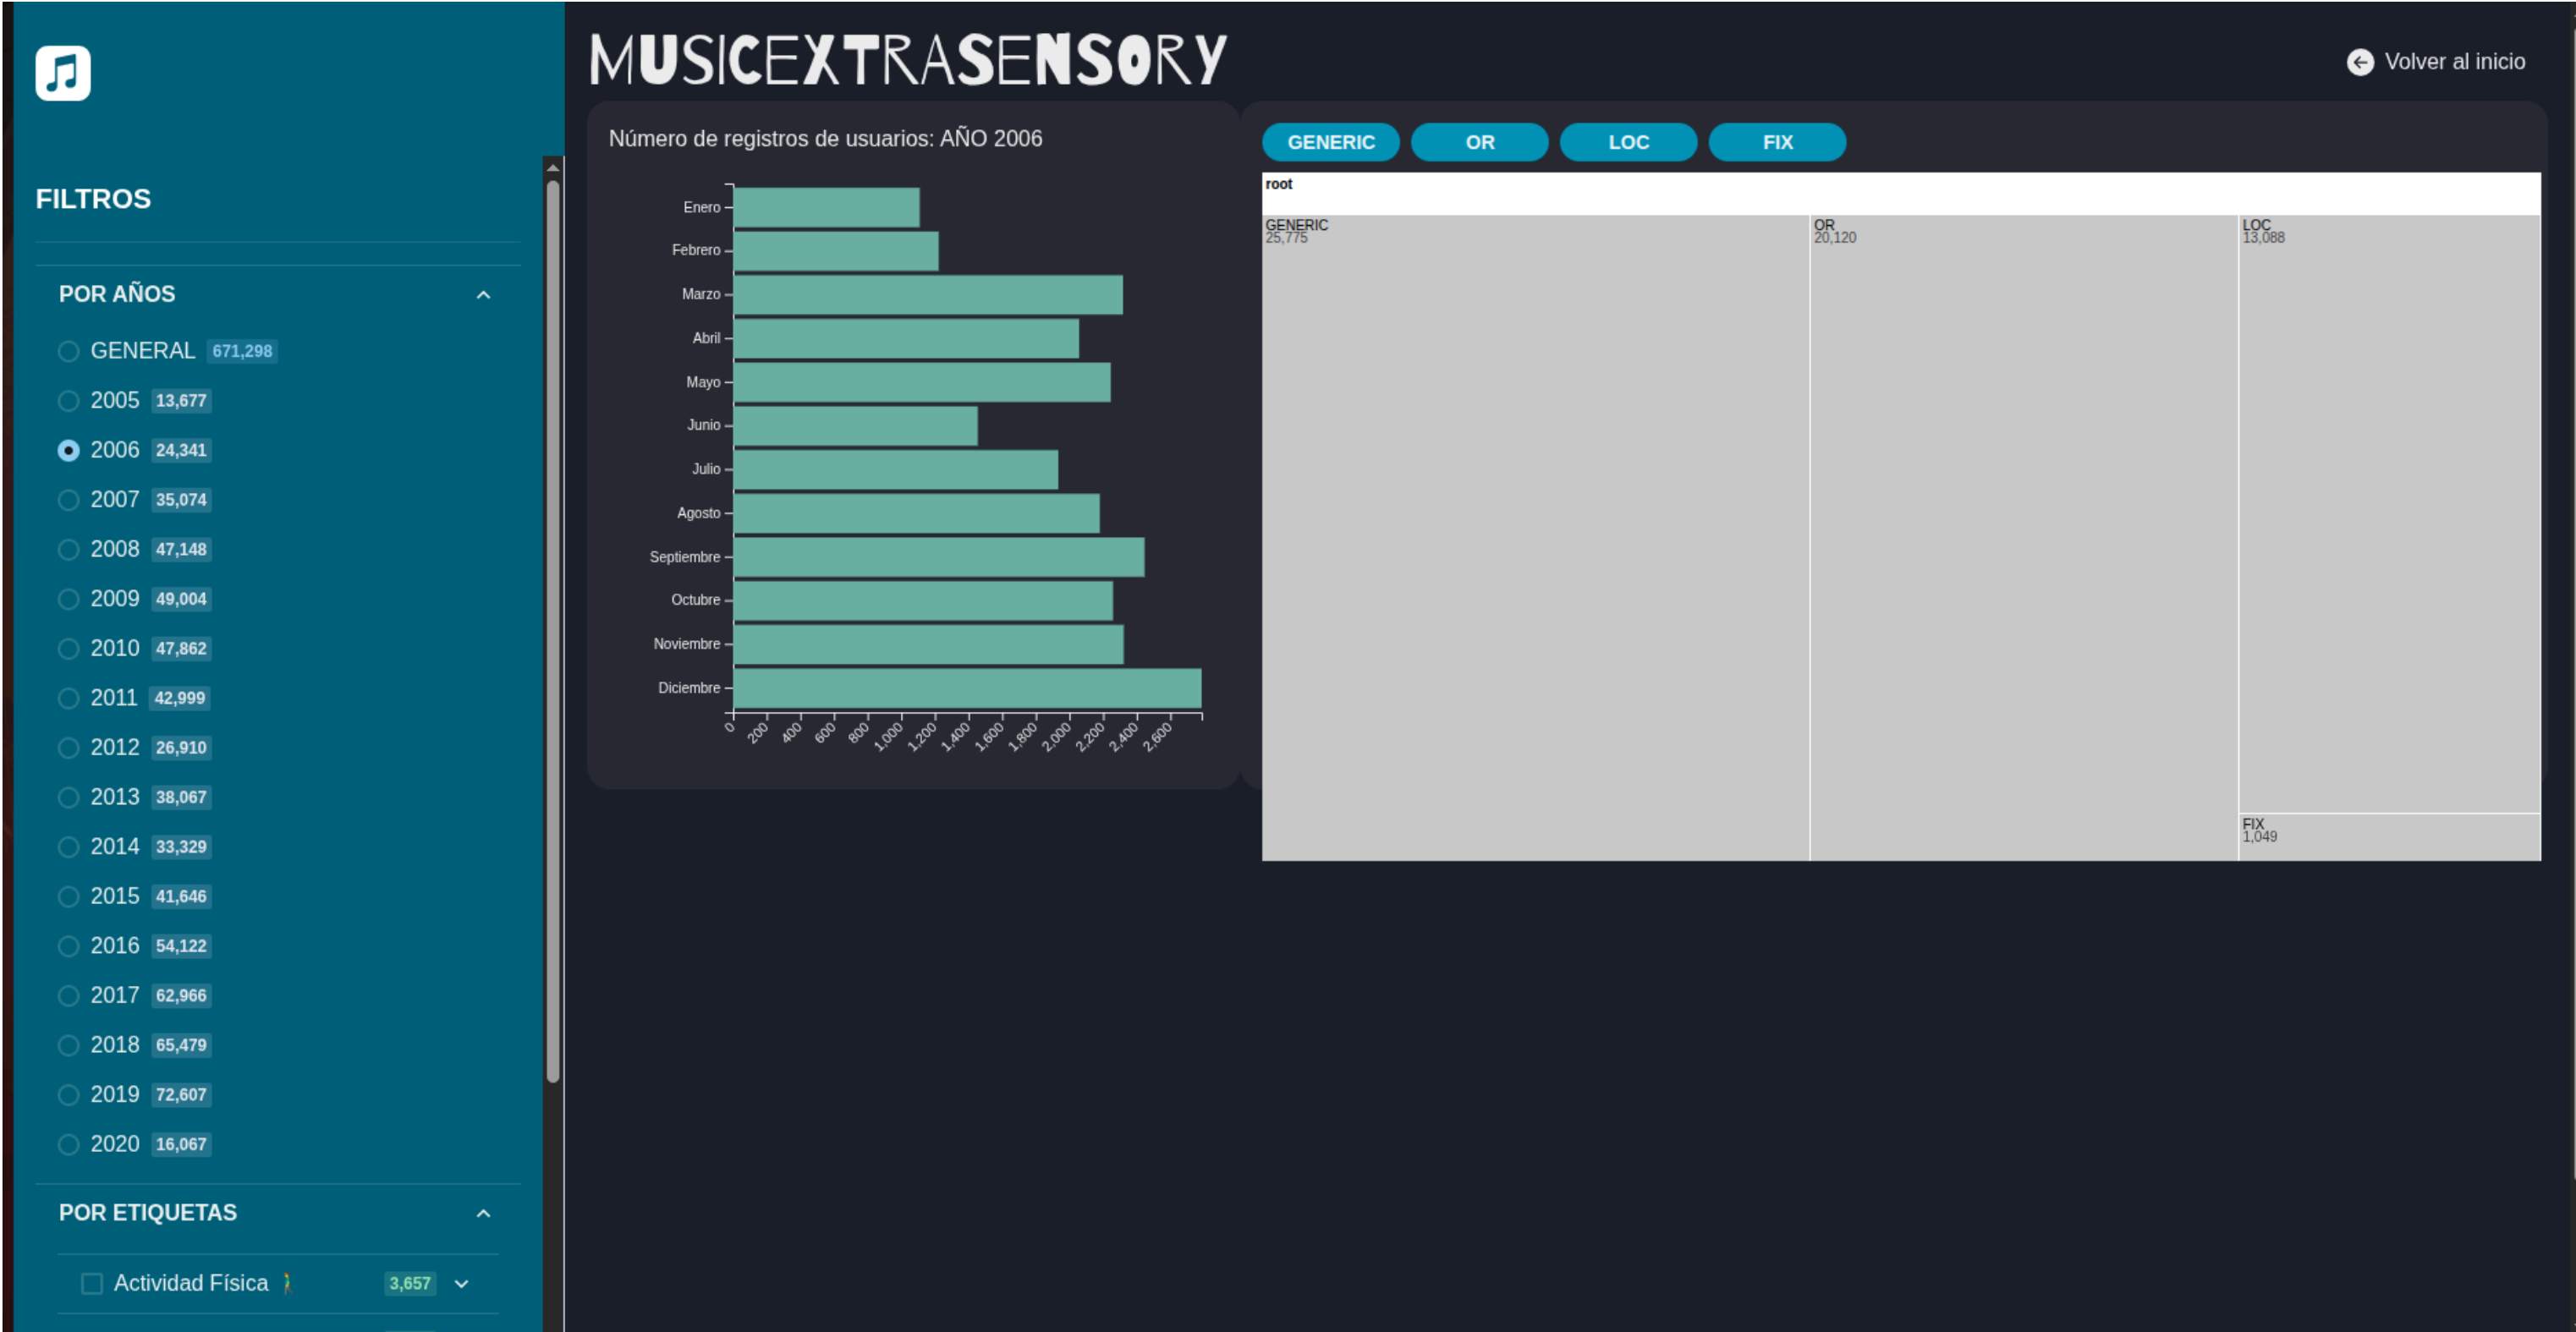 MUSICEXTRASENSORY
Volver al inicio
FILTROS
POR AÑOS
GENERAL 671,298
2005 13,677
2006 24,341
2007 35,074
2008 47,148
2009 49,004
2010 47,862
2011 42,999
2012 26,910
2013 38,067
2014 33,329
2015 41,646
2016 54,122
2017 62,966
2018 65,479
2019 72,607
2020 16,067
POR ETIQUETAS
Actividad Física 3,657
Número de registros de usuarios: AÑO 2006
Enero
Febrero
Marzo
Abril
Mayo
Junio
Julio
Agosto
Septiembre
Octubre
Noviembre
Diciembre
0 200 400 600 800 1,000 1,200 1,400 1,600 1,800 2,000 2,200 2,400 2,600
GENERIC OR LOC FIX
root
GENERIC
25,775
OR
20,120
LOC
13,088
FIX
1,049